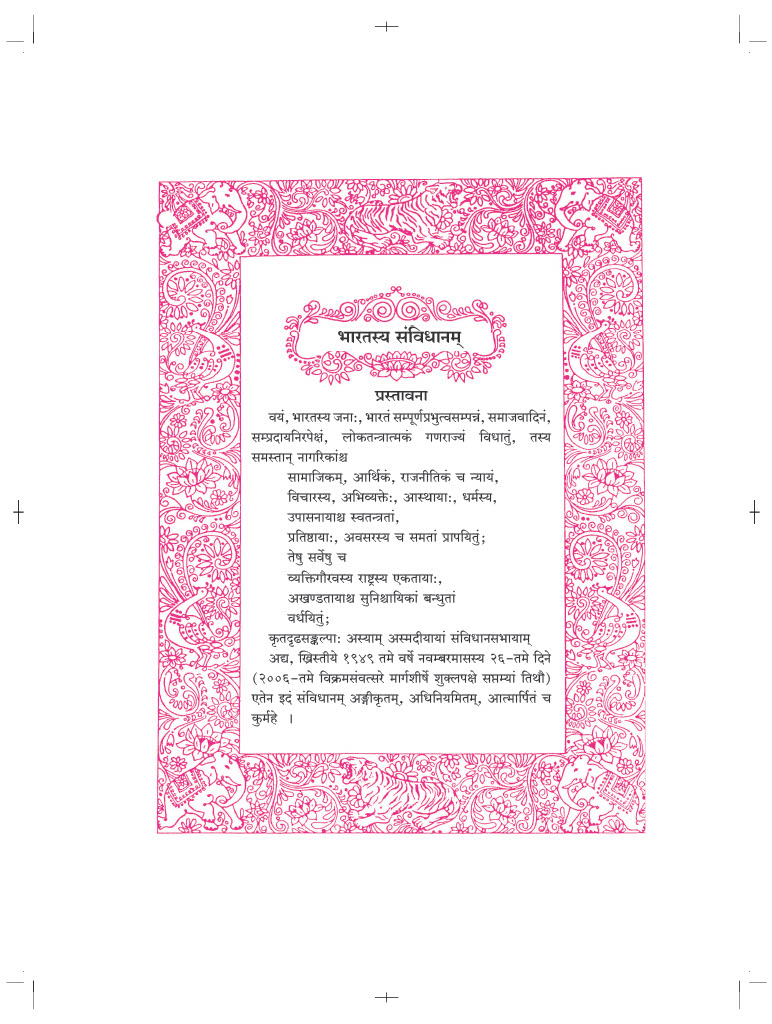 भारतस्य संविधानम्
प्रस्तावना
वयं, भारतस्य जनाः, भारतं सम्पूर्णप्रभुत्वसम्पन्नं, समाजवादिनं,
सम्प्रदायनिरपेक्षं, लोकतन्त्रात्मकं गणराज्यं विधातुं, तस्य
समस्तान् नागरिकांश्च
सामाजिकम्, आर्थिकं, राजनीतिकं च न्यायं,
विचारस्य, अभिव्यक्तेः, आस्थायाः, धर्मस्य,
उपासनायाश्च स्वतन्त्रतां,
प्रतिष्ठायाः, अवसरस्य च समतां प्रापयितुं;
तेषु सर्वेषु च
व्यक्तिगौरवस्य राष्ट्रस्य एकतायाः,
अखण्डतायाश्च सुनिश्चायिकां बन्धुतां
वर्धयितुं;
कृतदृढसङ्कल्पाः अस्याम् अस्मदीयायां संविधानसभायाम्
अद्य, ख्रिस्तीये १९४९ तमे वर्षे नवम्बरमासस्य २६-तमे दिने
(२००६-तमे विक्रमसंवत्सरे मार्गशीर्षे शुक्लपक्षे सप्तम्यां तिथौ)
एतेन इदं संविधानम् अङ्गीकृतम्, अधिनियमितम्, आत्मार्पितं च
कुर्महे ।